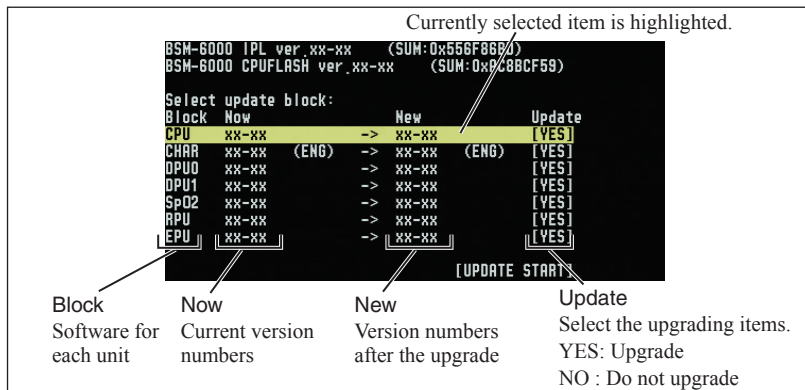 Currently selected item is highlighted.
BSM-6000 IPL ver.xx-xx (SUM:0x556F86BD)
BSM-6000 CPUFLASH ver.xx-xx (SUM:0xAC8BCF59)
Select update block:
Block Now New Update
CPU xx-xx -> xx-xx [YES]
CHAR xx-xx (ENG) -> xx-xx (ENG) [YES]
DPU0 xx-xx -> xx-xx [YES]
DPU1 xx-xx -> xx-xx [YES]
SpO2 xx-xx -> xx-xx [YES]
RPU xx-xx -> xx-xx [YES]
EPU xx-xx -> xx-xx [YES]
[UPDATE START]
Block
Software for
each unit
Now
Current version
numbers
New
Version numbers
after the upgrade
Update
Select the upgrading items.
YES: Upgrade
NO : Do not upgrade